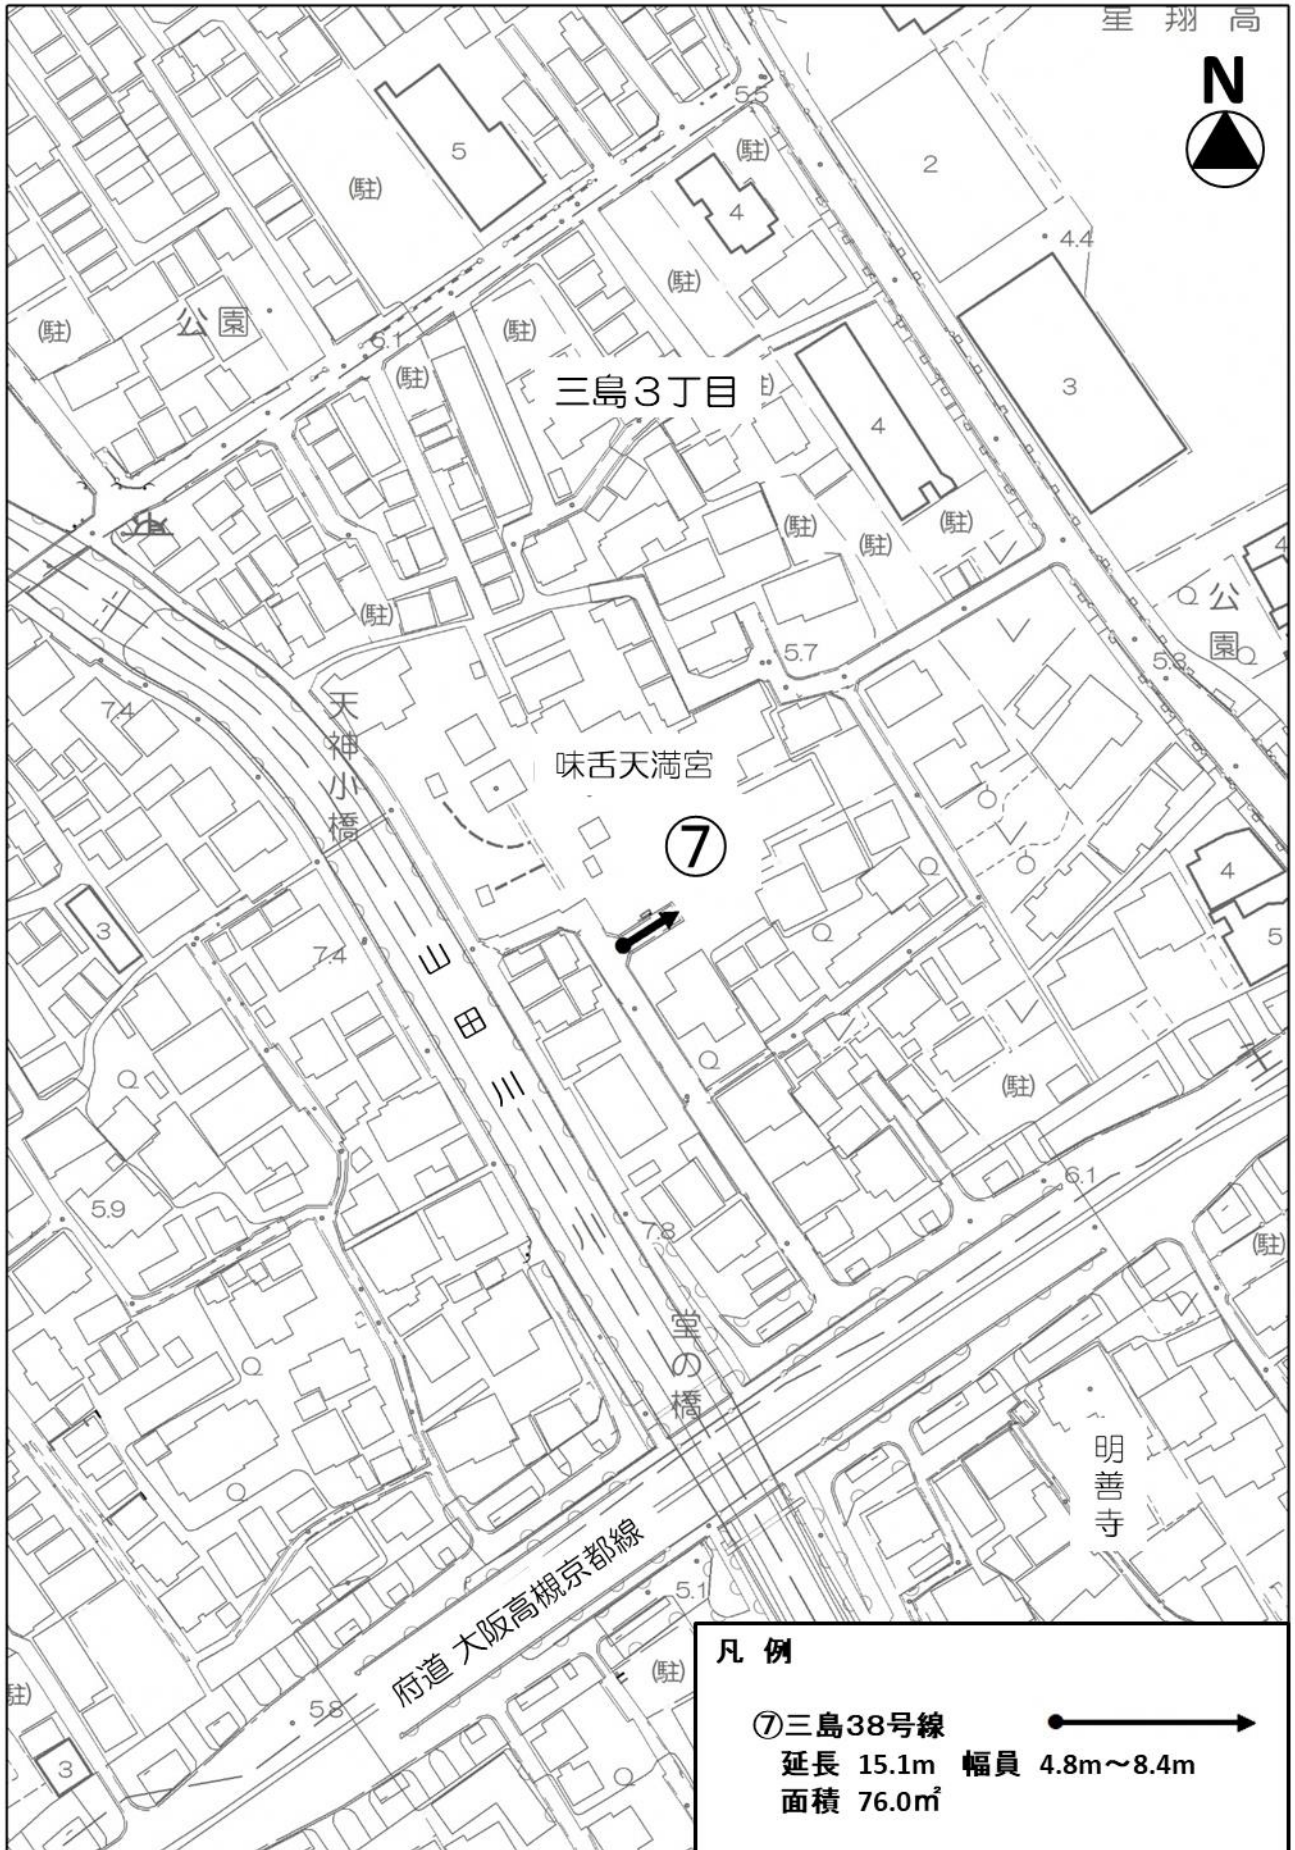 星翔高
N
5.5
(駐)
5
2
(駐)
4
4.4
(駐)
公園
(駐)
(駐)
6.1
(駐)
三島3丁目
3
4
(駐)
(駐)
(駐)
4
公園
(駐)
5.7
5.3
7.4
天神小橋
味舌天満宮
⑦
4
3
7.4
5
山田川
(駐)
6.1
5.9
7.8
(駐)
堂の橋
明善寺
府道 大阪高槻京都線
5.1
(駐)
5.8
駐)
3
凡 例
⑦三島38号線
延長 15.1m 幅員 4.8m～8.4m
面積 76.0㎡